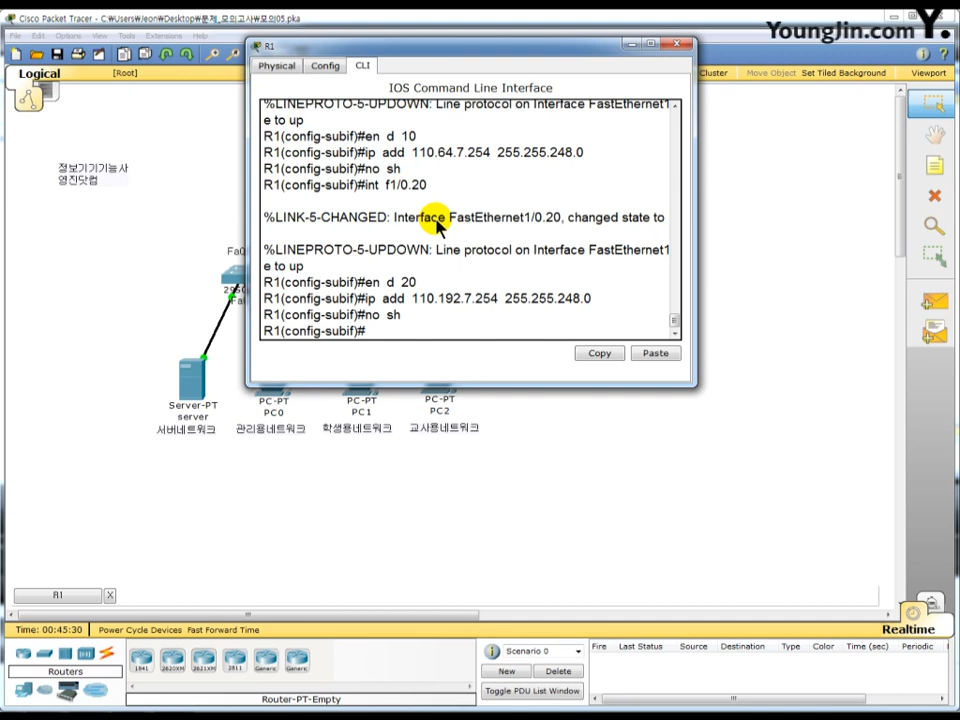 Cisco Packet Tracer - C:\Users\Jeon\Desktop\문제_모의고사\모의05.pka
YoungJin.com Y.
File Edit Options View Tools Extensions Help
R1
Logical
[Root]
Cluster
Move Object
Set Tiled Background
Viewport
Physical
Config
CLI
IOS Command Line Interface
%LINEPROTO-5-UPDOWN: Line protocol on Interface FastEthernet1
e to up
R1(config-subif)#en d 10
R1(config-subif)#ip add 110.64.7.254 255.255.248.0
R1(config-subif)#no sh
R1(config-subif)#int f1/0.20
%LINK-5-CHANGED: Interface FastEthernet1/0.20, changed state to
%LINEPROTO-5-UPDOWN: Line protocol on Interface FastEthernet1
e to up
R1(config-subif)#en d 20
R1(config-subif)#ip add 110.192.7.254 255.255.248.0
R1(config-subif)#no sh
R1(config-subif)#
Copy
Paste
정보기기기능사
영진닷컴
Server-PT
server
서버네트워크
PC-PT
PC0
관리용네트워크
PC-PT
PC1
학생용네트워크
PC-PT
PC2
교사용네트워크
R1
X
Time: 00:45:30
Power Cycle Devices Fast Forward Time
Realtime
Routers
1841
2620XM
2621XM
2811
Generic
Generic
Router-PT-Empty
Scenario 0
New
Delete
Toggle PDU List Window
Fire
Last Status
Source
Destination
Type
Color
Time (sec)
Periodic